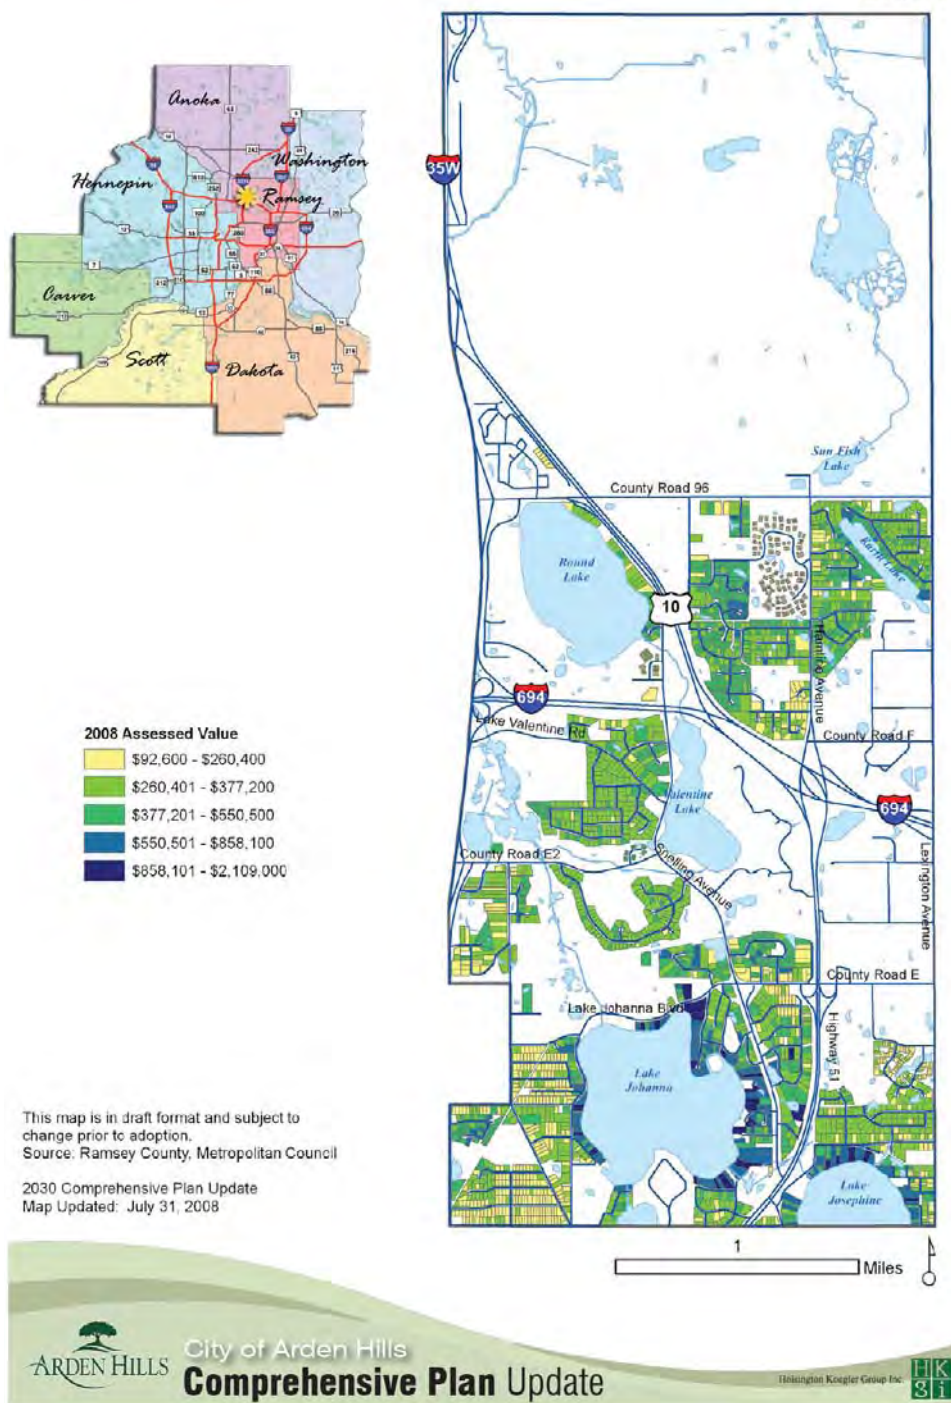 Anoka
Washington
Hennepin
Ramsey
Carver
Scott
Dakota
35W
Sun Fish
Lake
County Road 96
Karth Lake
Round
Lake
10
Hamline Avenue
694
Lake Valentine Rd
County Road F
2008 Assessed Value
$92,600 - $260,400
$260,401 - $377,200
$377,201 - $550,500
$550,501 - $858,100
$858,101 - $2,109,000
Valentine
Lake
694
County Road E2
Snelling Avenue
Lexington Avenue
County Road E
Lake Johanna Blvd
Highway 51
Lake
Johanna
Lake
Josephine
This map is in draft format and subject to
change prior to adoption.
Source: Ramsey County, Metropolitan Council
2030 Comprehensive Plan Update
Map Updated: July 31, 2008
1
Miles
ARDEN HILLS
City of Arden Hills
Comprehensive Plan Update
Hoisington Koegler Group Inc.
HK
Gi